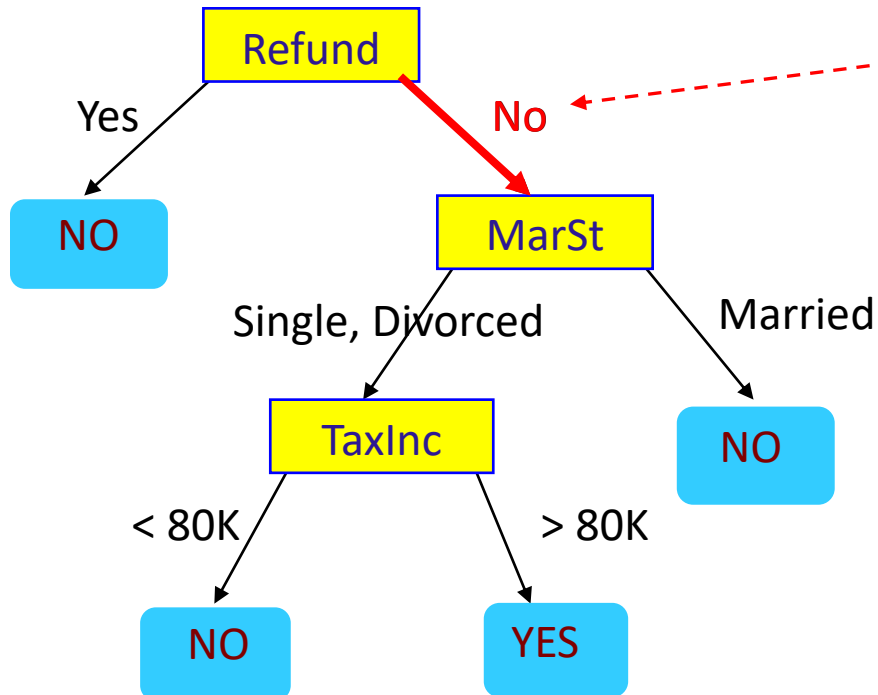 Refund
Yes
No
NO
MarSt
Single, Divorced
Married
TaxInc
NO
< 80K
> 80K
NO
YES